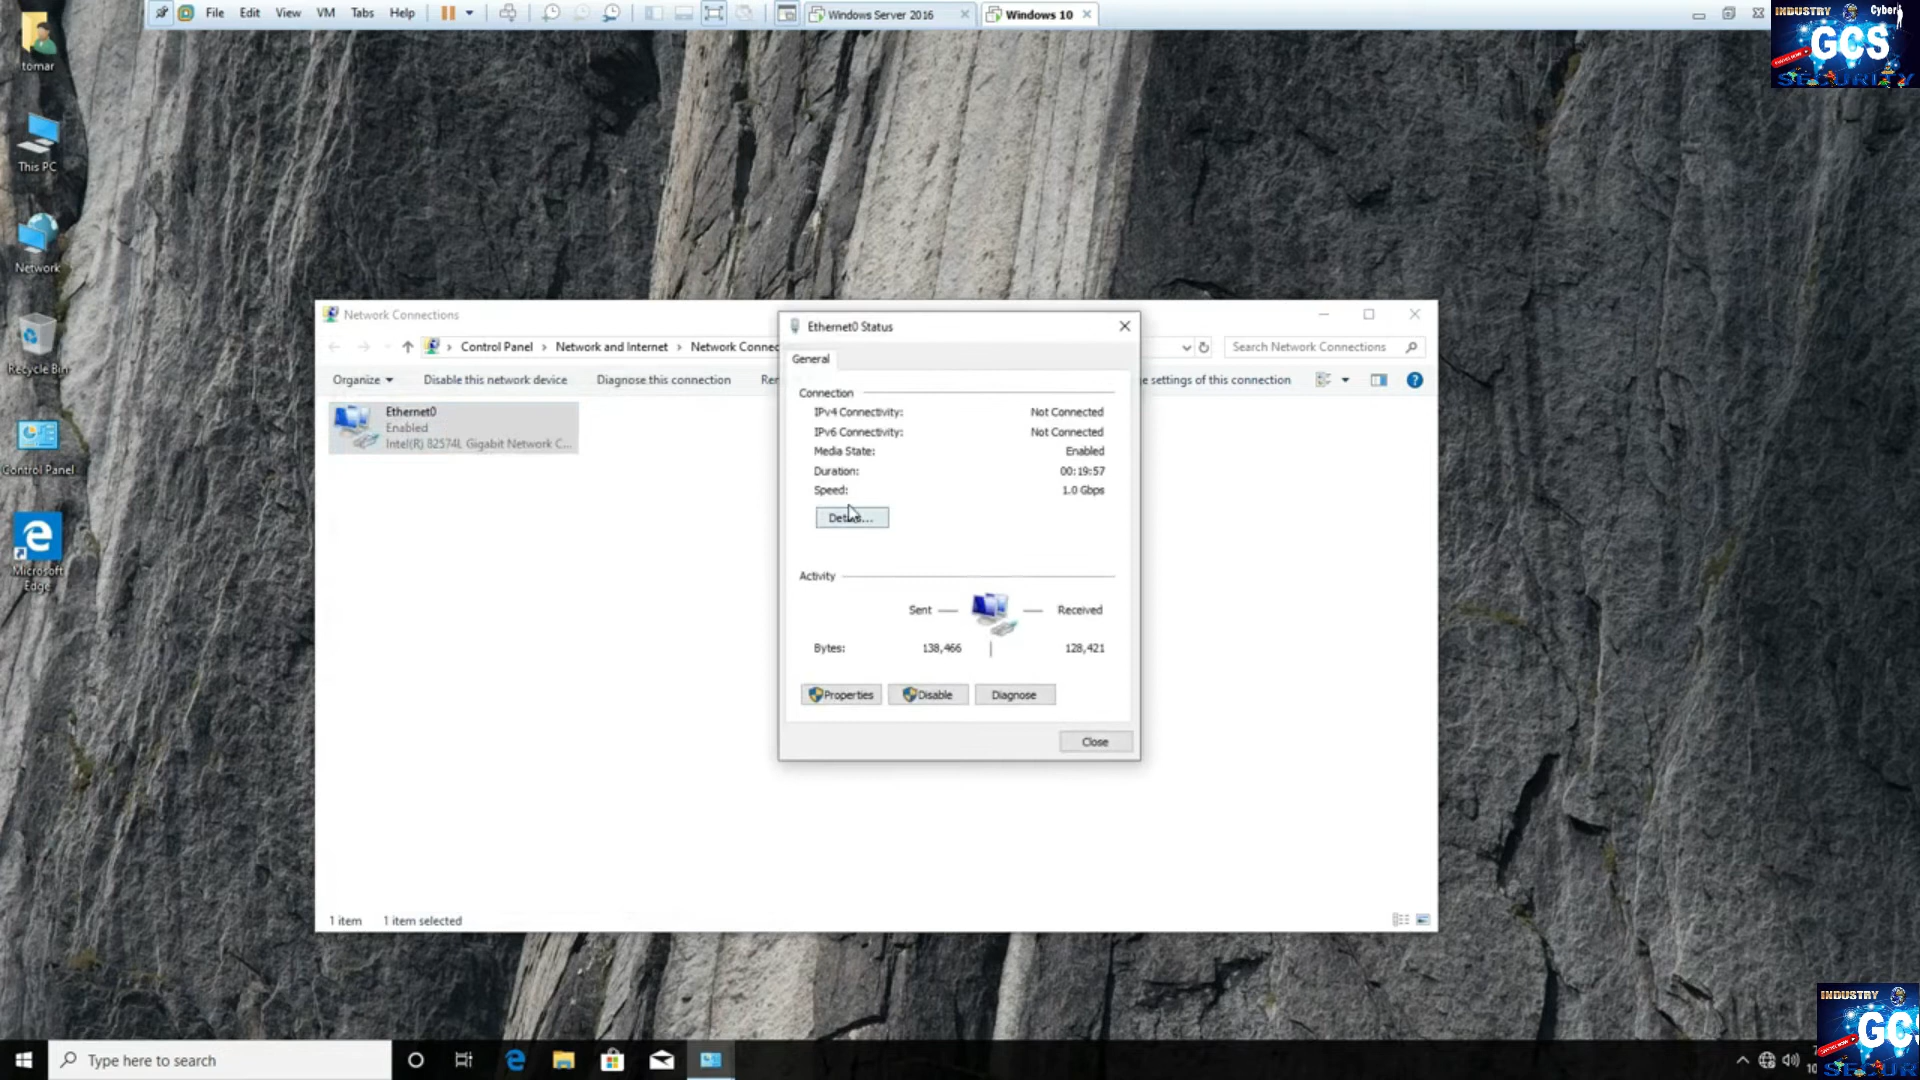 File Edit View VM Tabs Help
Windows Server 2016
Windows 10
INDUSTRY Cyber
GCS
SECURITY
tomar
This PC
Network
Recycle Bin
Control Panel
Microsoft
Edge
Network Connections
Control Panel > Network and Internet >
Search Network Connections
Organize Disable this network device Diagnose this connection
settings of this connection
Ethernet0
Enabled
Intel(R) 82574L Gigabit Network C...
Ethernet0 Status
General
Connection
IPv4 Connectivity: Not Connected
IPv6 Connectivity: Not Connected
Media State: Enabled
Duration: 00:19:57
Speed: 1.0 Gbps
Activity
Sent Received
Bytes: 138,466 128,421
Properties Disable Diagnose
Close
1 item 1 item selected
Type here to search
INDUSTRY